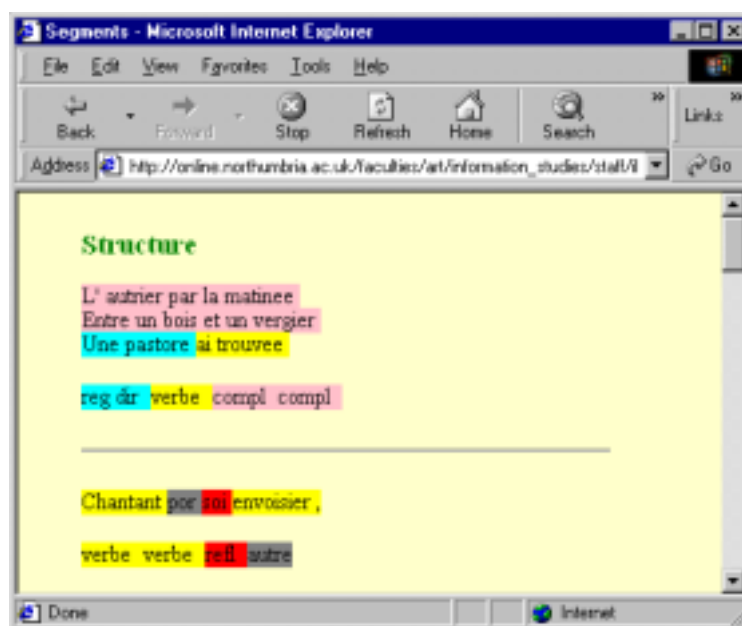 Segments - Microsoft Internet Explorer
File Edit View Favorites Tools Help
Back Forward Stop Refresh Home Search » Links »
Address http://online.northumbria.ac.uk/faculties/art/information_studies/staff/ Go
Structure
L' autrier par la matinee
Entre un bois et un vergier
Une pastore ai trouvee
reg dir verbe compl compl
Chantant por soi envoisier ,
verbe verbe refl autre
Done Internet